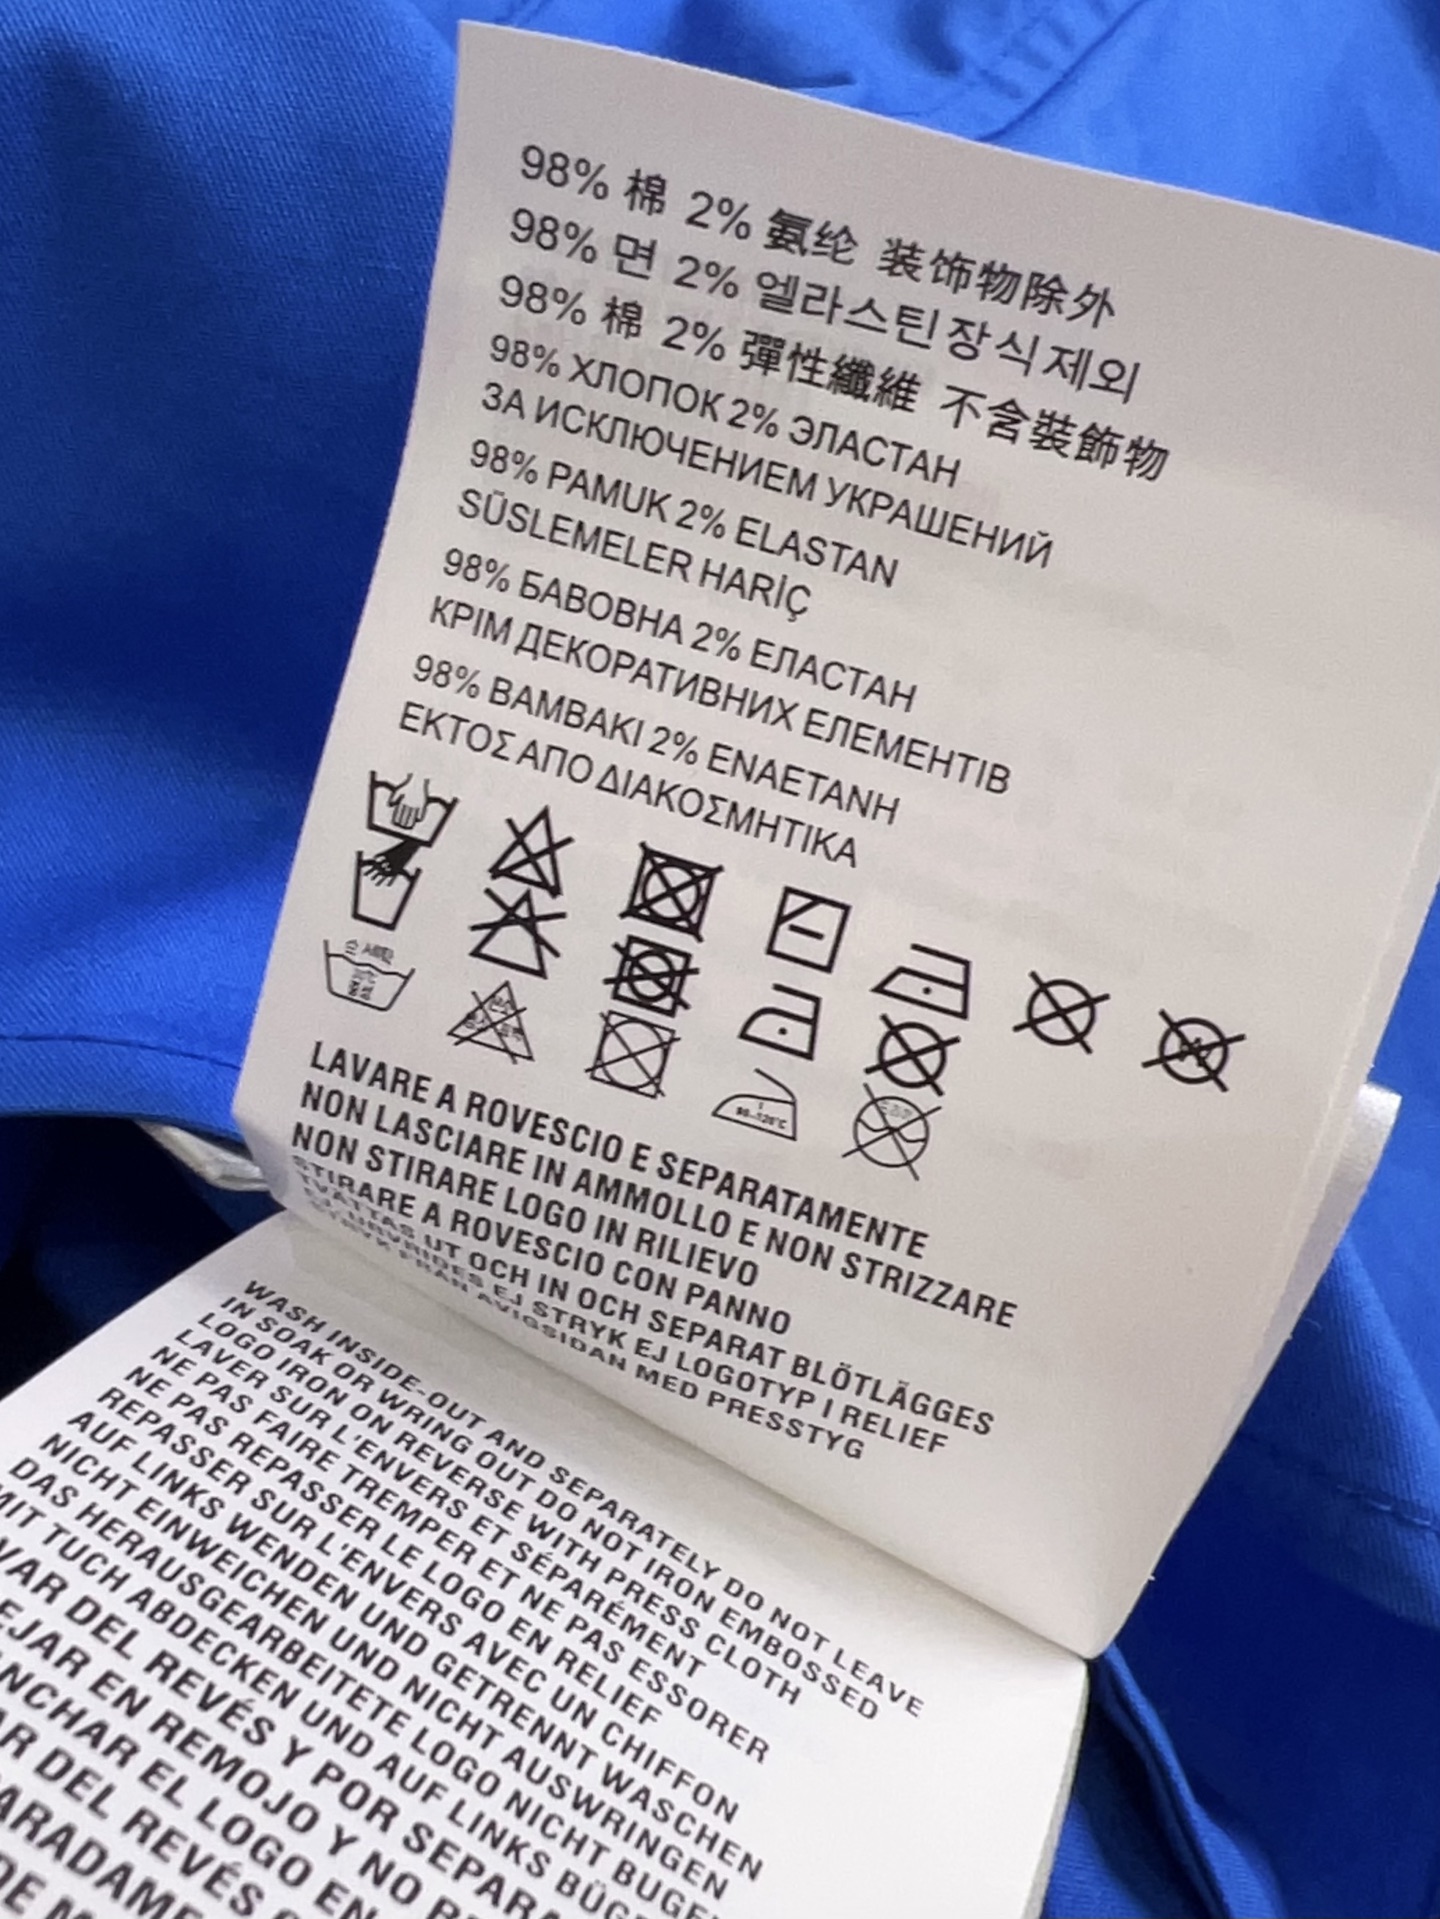 98% 棉 2% 氨纶 装饰物除外
98% 면 2% 엘라스틴 장식제외
98% 棉 2% 彈性纖維 不含裝飾物
98% ХЛОПОК 2% ЭЛАСТАН
ЗА ИСКЛЮЧЕНИЕМ УКРАШЕНИЙ
98% PAMUK 2% ELASTAN
SÜSLEMELER HARİÇ
98% БАВОВНА 2% ЕЛАСТАН
КРІМ ДЕКОРАТИВНИХ ЕЛЕМЕНТІВ
98% ΒΑΜΒΑΚΙ 2% ΕΝΑΕΤΑΝΗ
ΕΚΤΟΣ ΑΠΟ ΔΙΑΚΟΣΜΗΤΙΚΑ
LAVARE A ROVESCIO E SEPARATAMENTE
NON LASCIARE IN AMMOLLO E NON STRIZZARE
NON STIRARE LOGO IN RILIEVO
STIRARE A ROVESCIO CON PANNO
TVÄTTAS UT OCH IN OCH SEPARAT BLÖTLÄGGES
EJ URVRIDES EJ STRYK EJ LOGOTYP I RELIEF
STRYK FRÅN AVIGSIDAN MED PRESSTYG
WASH INSIDE-OUT AND SEPARATELY DO NOT LEAVE
IN SOAK OR WRING OUT DO NOT IRON EMBOSSED
LOGO IRON ON REVERSE WITH PRESS CLOTH
LAVER SUR L'ENVERS ET SÉPARÉMENT
NE PAS FAIRE TREMPER ET NE PAS ESSORER
NE PAS REPASSER LE LOGO EN RELIEF
REPASSER SUR L'ENVERS AVEC UN CHIFFON
AUF LINKS WENDEN UND GETRENNT WASCHEN
NICHT EINWEICHEN UND NICHT AUSWRINGEN
DAS HERAUSGEARBEITETE LOGO NICHT BUGE
MIT TUCH ABDECKEN UND AUF LINKS BÜGE
VAR DEL REVÉS Y POR SEPARA
EJAR EN REMOJO Y NO R
NCHAR EL LOGO EN
AR DEL REVÉS
ARADAME
DE M